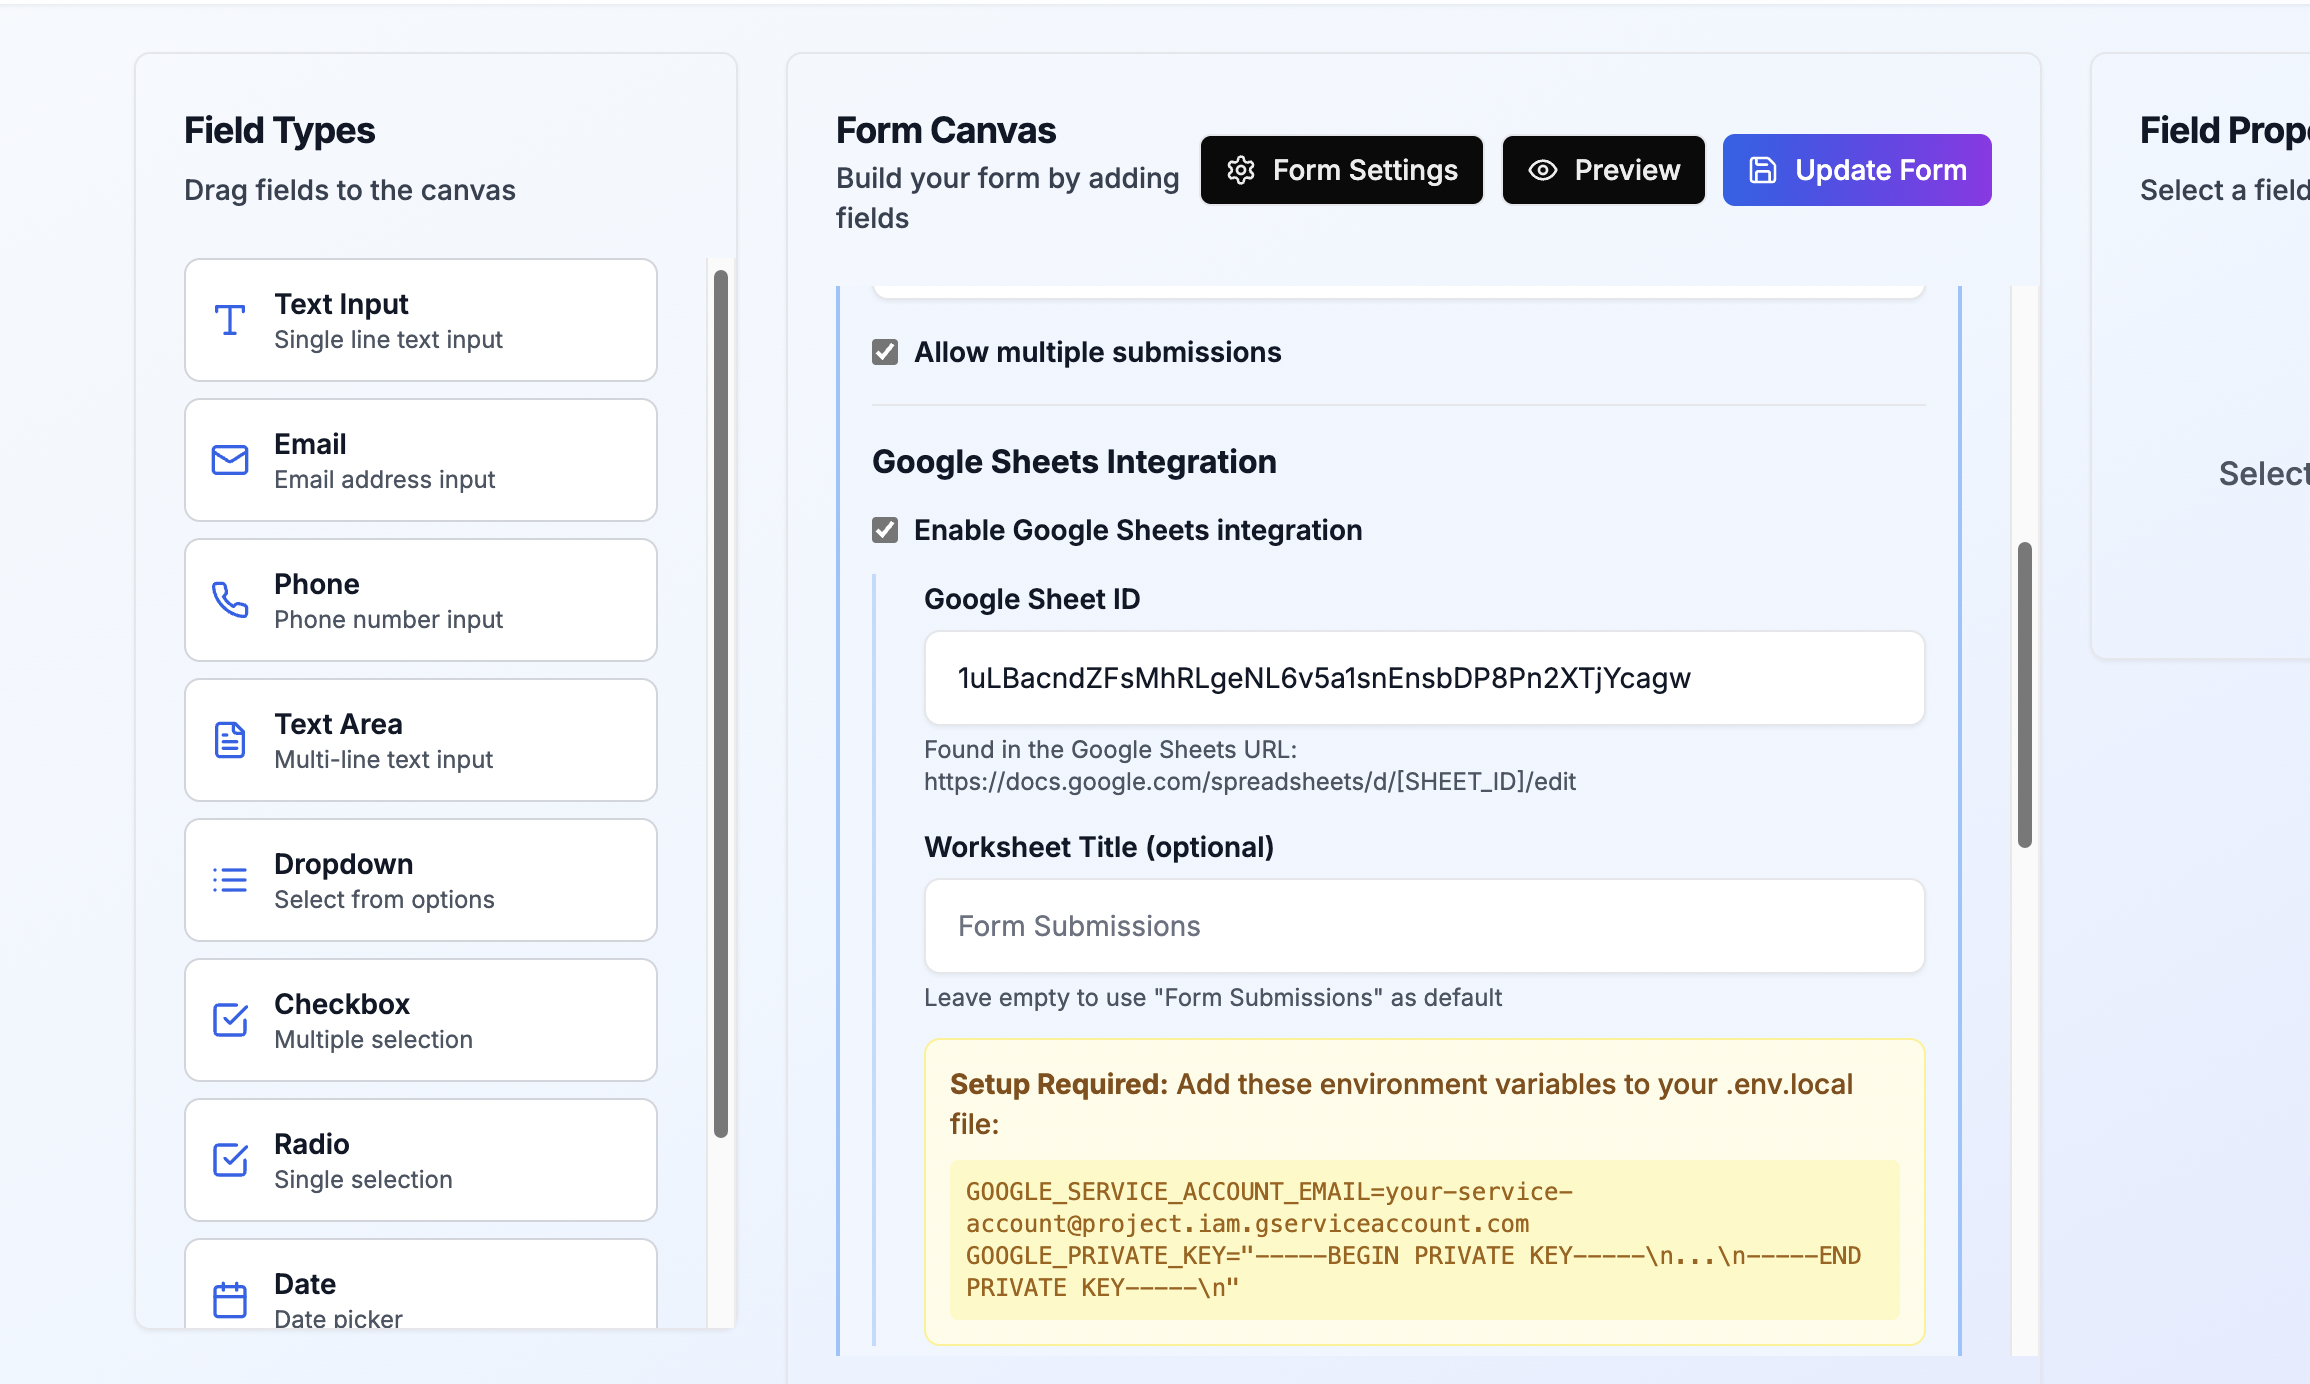 Field Types
Drag fields to the canvas
Text Input
Single line text input
Email
Email address input
Phone
Phone number input
Text Area
Multi-line text input
Dropdown
Select from options
Checkbox
Multiple selection
Radio
Single selection
Date
Date picker
Form Canvas
Build your form by adding
fields
Form Settings
Preview
Update Form
Allow multiple submissions
Google Sheets Integration
Enable Google Sheets integration
Google Sheet ID
1uLBacndZFsMhRLgeNL6v5a1snEnsbDP8Pn2XTjYcagw
Found in the Google Sheets URL:
https://docs.google.com/spreadsheets/d/[SHEET_ID]/edit
Worksheet Title (optional)
Form Submissions
Leave empty to use "Form Submissions" as default
Setup Required: Add these environment variables to your .env.local
file:
GOOGLE_SERVICE_ACCOUNT_EMAIL=your-service-
account@project.iam.gserviceaccount.com
GOOGLE_PRIVATE_KEY="-----BEGIN PRIVATE KEY-----\n...\n-----END
PRIVATE KEY-----\n"
Field
Select a field
Select